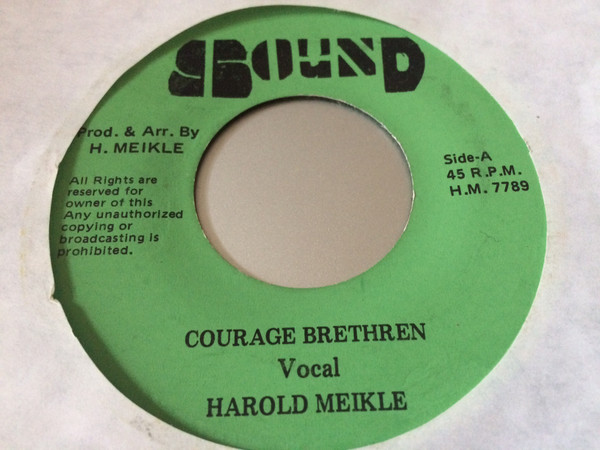 SOUND
Prod. & Arr. By
H. MEIKLE
All Rights are
reserved for
owner of this
Any unauthorized
copying or
broadcasting is
prohibited.
Side-A
45 R.P.M.
H.M. 7789
COURAGE BRETHREN
Vocal
HAROLD MEIKLE